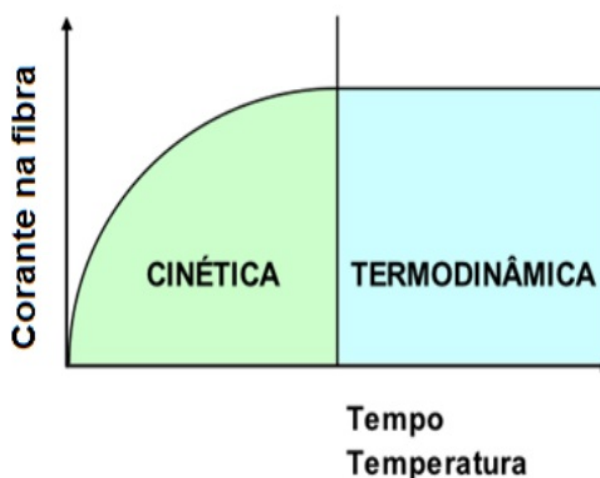 Corante na fibra
CINÉTICA
TERMODINÂMICA
Tempo
Temperatura